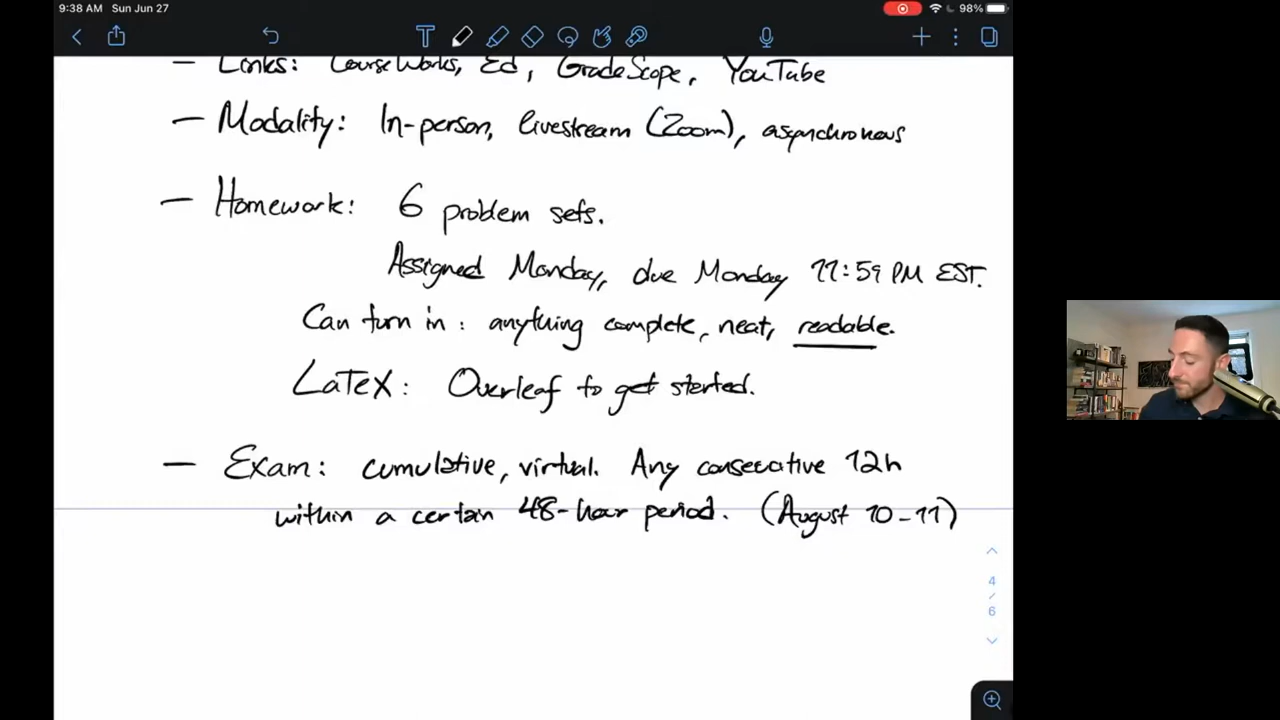 9:38 AM Sun Jun 27 98%
- Links: CourseWorks, Ed, GradeScope, YouTube
- Modality: In-person, livestream (Zoom), asynchronous
- Homework: 6 problem sets.
Assigned Monday, due Monday 11:59 PM EST.
Can turn in: anything complete, neat, readable.
LaTeX: Overleaf to get started.
- Exam: cumulative, virtual. Any consecutive 12h
within a certain 48-hour period. (August 10-11)
4
/
6